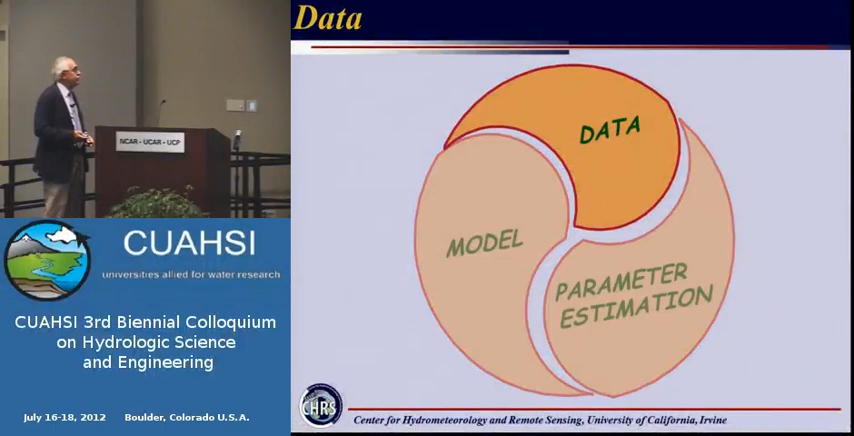 Data
NCAR - UCAR - UCP
DATA
MODEL
PARAMETER
ESTIMATION
CUAHSI
universities allied for water research
CUAHSI 3rd Biennial Colloquium
on Hydrologic Science
and Engineering
July 16-18, 2012 Boulder, Colorado U.S.A.
CHRS
Center for Hydrometeorology and Remote Sensing, University of California, Irvine